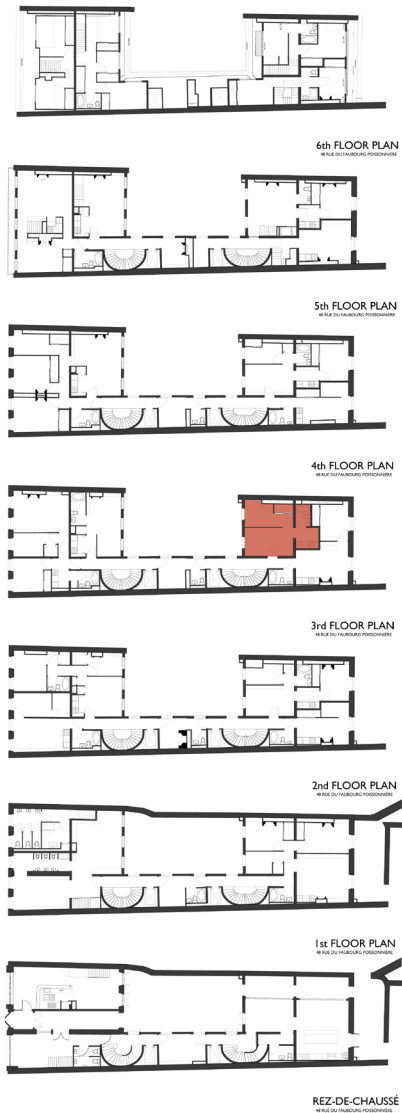 6th FLOOR PLAN
48 RUE DU FAUBOURG POISSONNIÈRE
5th FLOOR PLAN
48 RUE DU FAUBOURG POISSONNIÈRE
4th FLOOR PLAN
48 RUE DU FAUBOURG POISSONNIÈRE
3rd FLOOR PLAN
48 RUE DU FAUBOURG POISSONNIÈRE
2nd FLOOR PLAN
48 RUE DU FAUBOURG POISSONNIÈRE
1st FLOOR PLAN
48 RUE DU FAUBOURG POISSONNIÈRE
REZ-DE-CHAUSSÉ
48 RUE DU FAUBOURG POISSONNIÈRE